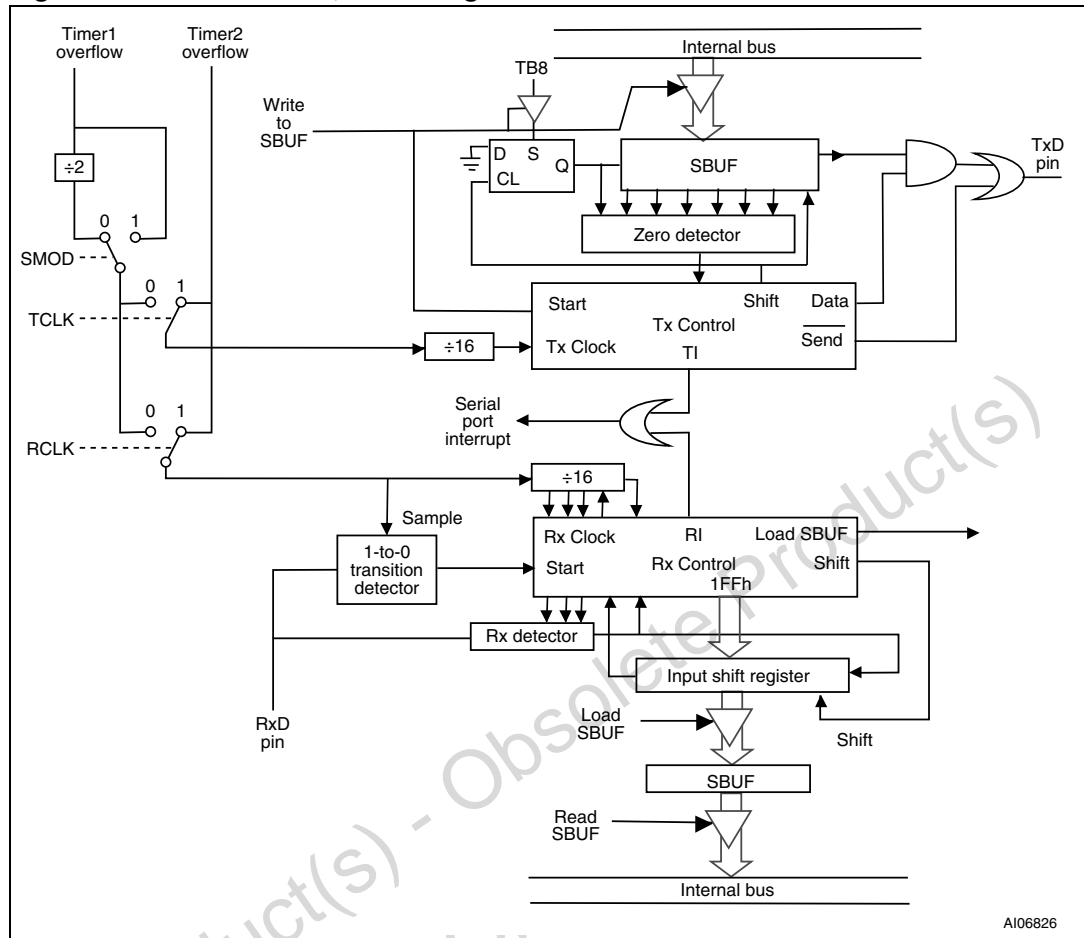 Timer1
overflow
Timer2
overflow
Internal bus
TB8
Write
to
SBUF
D S
Q
CL
SBUF
TxD
pin
÷2
0 1
Zero detector
SMOD
0 1
Start
Shift
Data
TCLK
Tx Control
Send
÷16
Tx Clock
TI
0 1
Serial
port
interrupt
RCLK
÷16
Sample
Rx Clock
RI
Load SBUF
1-to-0
transition
detector
Start
Rx Control
Shift
1FFh
Rx detector
Input shift register
RxD
pin
Load
SBUF
Shift
SBUF
Read
SBUF
Internal bus
AI06826
duct(s) - Obsolete Product(s)